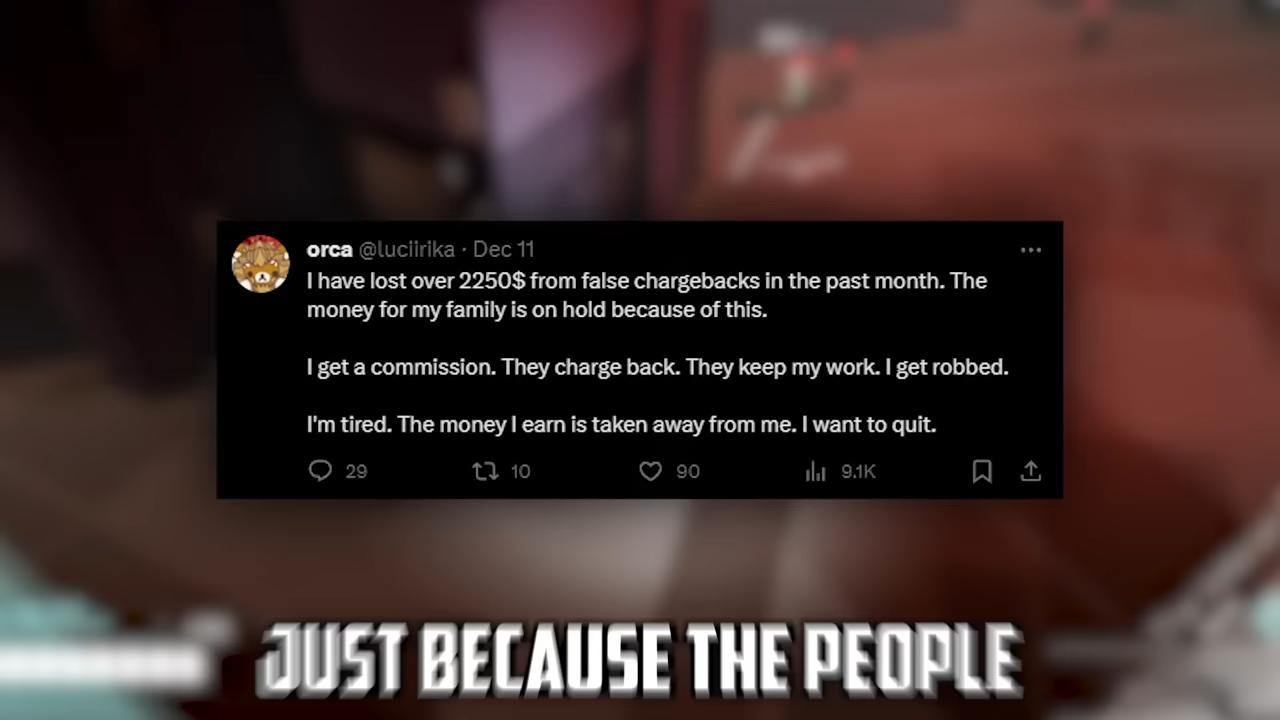 orca @luciirika · Dec 11
I have lost over 2250$ from false chargebacks in the past month. The
money for my family is on hold because of this.
I get a commission. They charge back. They keep my work. I get robbed.
I'm tired. The money I earn is taken away from me. I want to quit.
29 10 90 9.1K
JUST BECAUSE THE PEOPLE